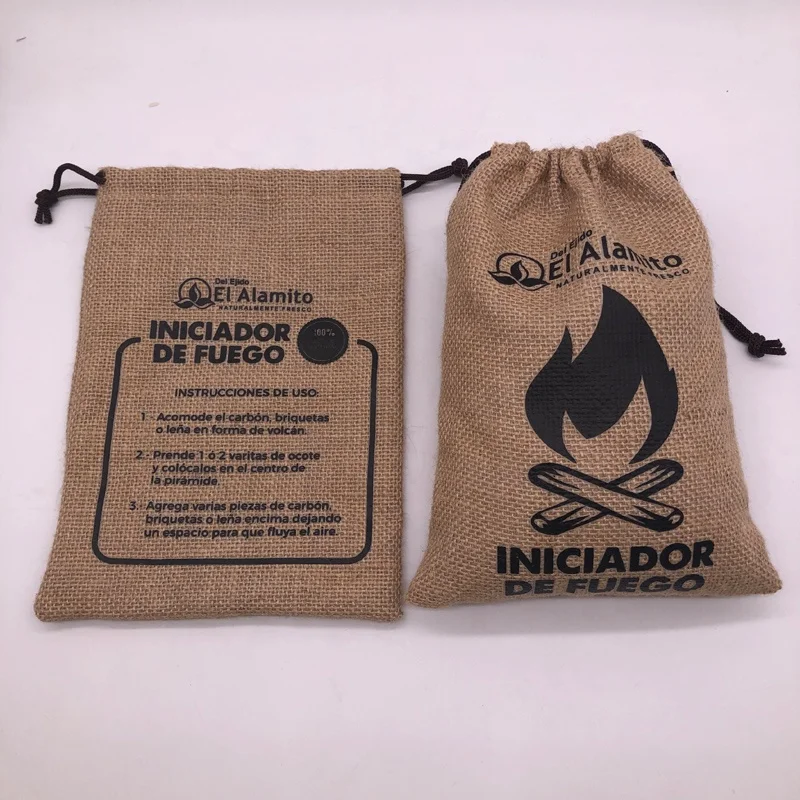 Del Ejido
El Alamito
NATURALMENTE FRESCO
INICIADOR
DE FUEGO
100%
INSTRUCCIONES DE USO:
1 - Acomode el carbón, briquetas
o leña en forma de volcán.
2 - Prende 1 ó 2 varitas de ocote
y colócalos en el centro de
la pirámide.
3. Agrega varias piezas de carbón,
briquetas o leña encima dejando
un espacio para que fluya el aire.
Del Ejido
El Alamito
NATURALMENTE FRESCO
INICIADOR
DE FUEGO